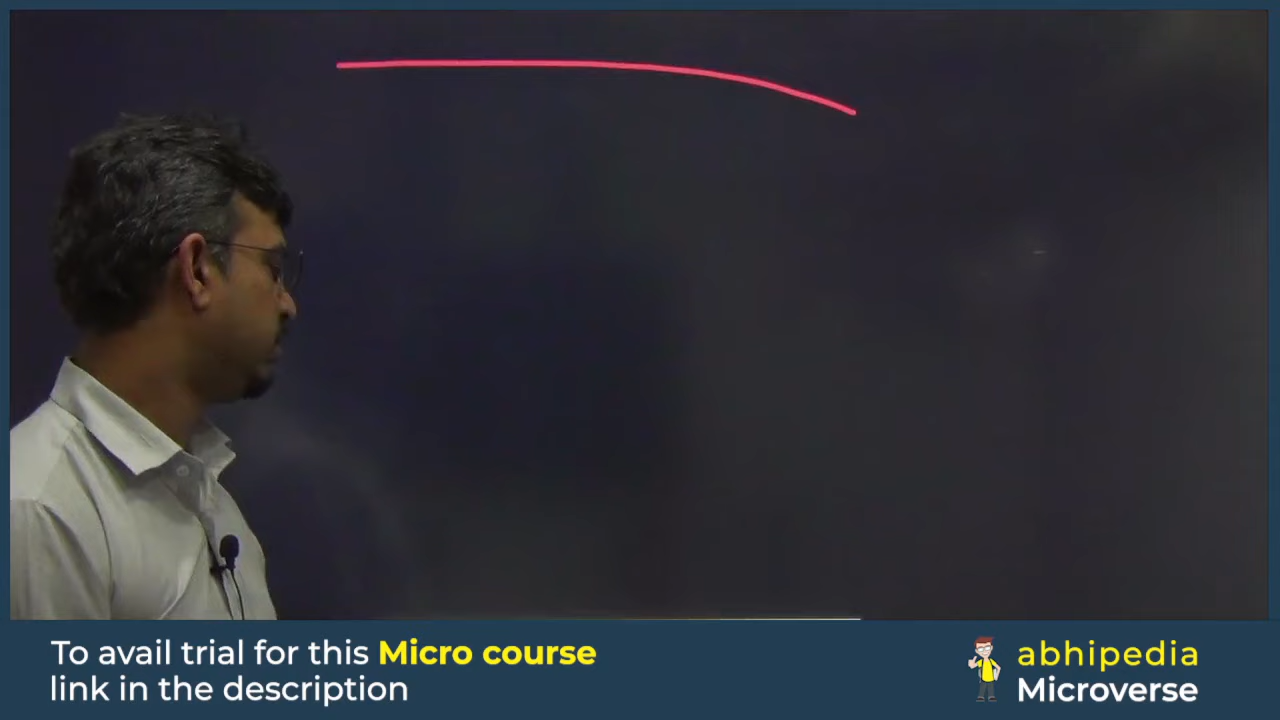 To avail trial for this Micro course
link in the description
abhipedia
Microverse